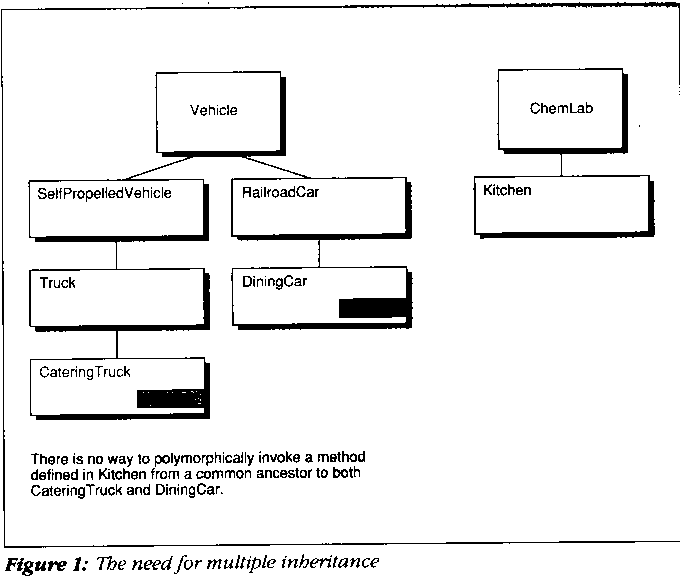 Vehicle
ChemLab
SelfPropelledVehicle
RailroadCar
Kitchen
Truck
DiningCar
CateringTruck
There is no way to polymorphically invoke a method
defined in Kitchen from a common ancestor to both
CateringTruck and DiningCar.
Figure 1: The need for multiple inheritance